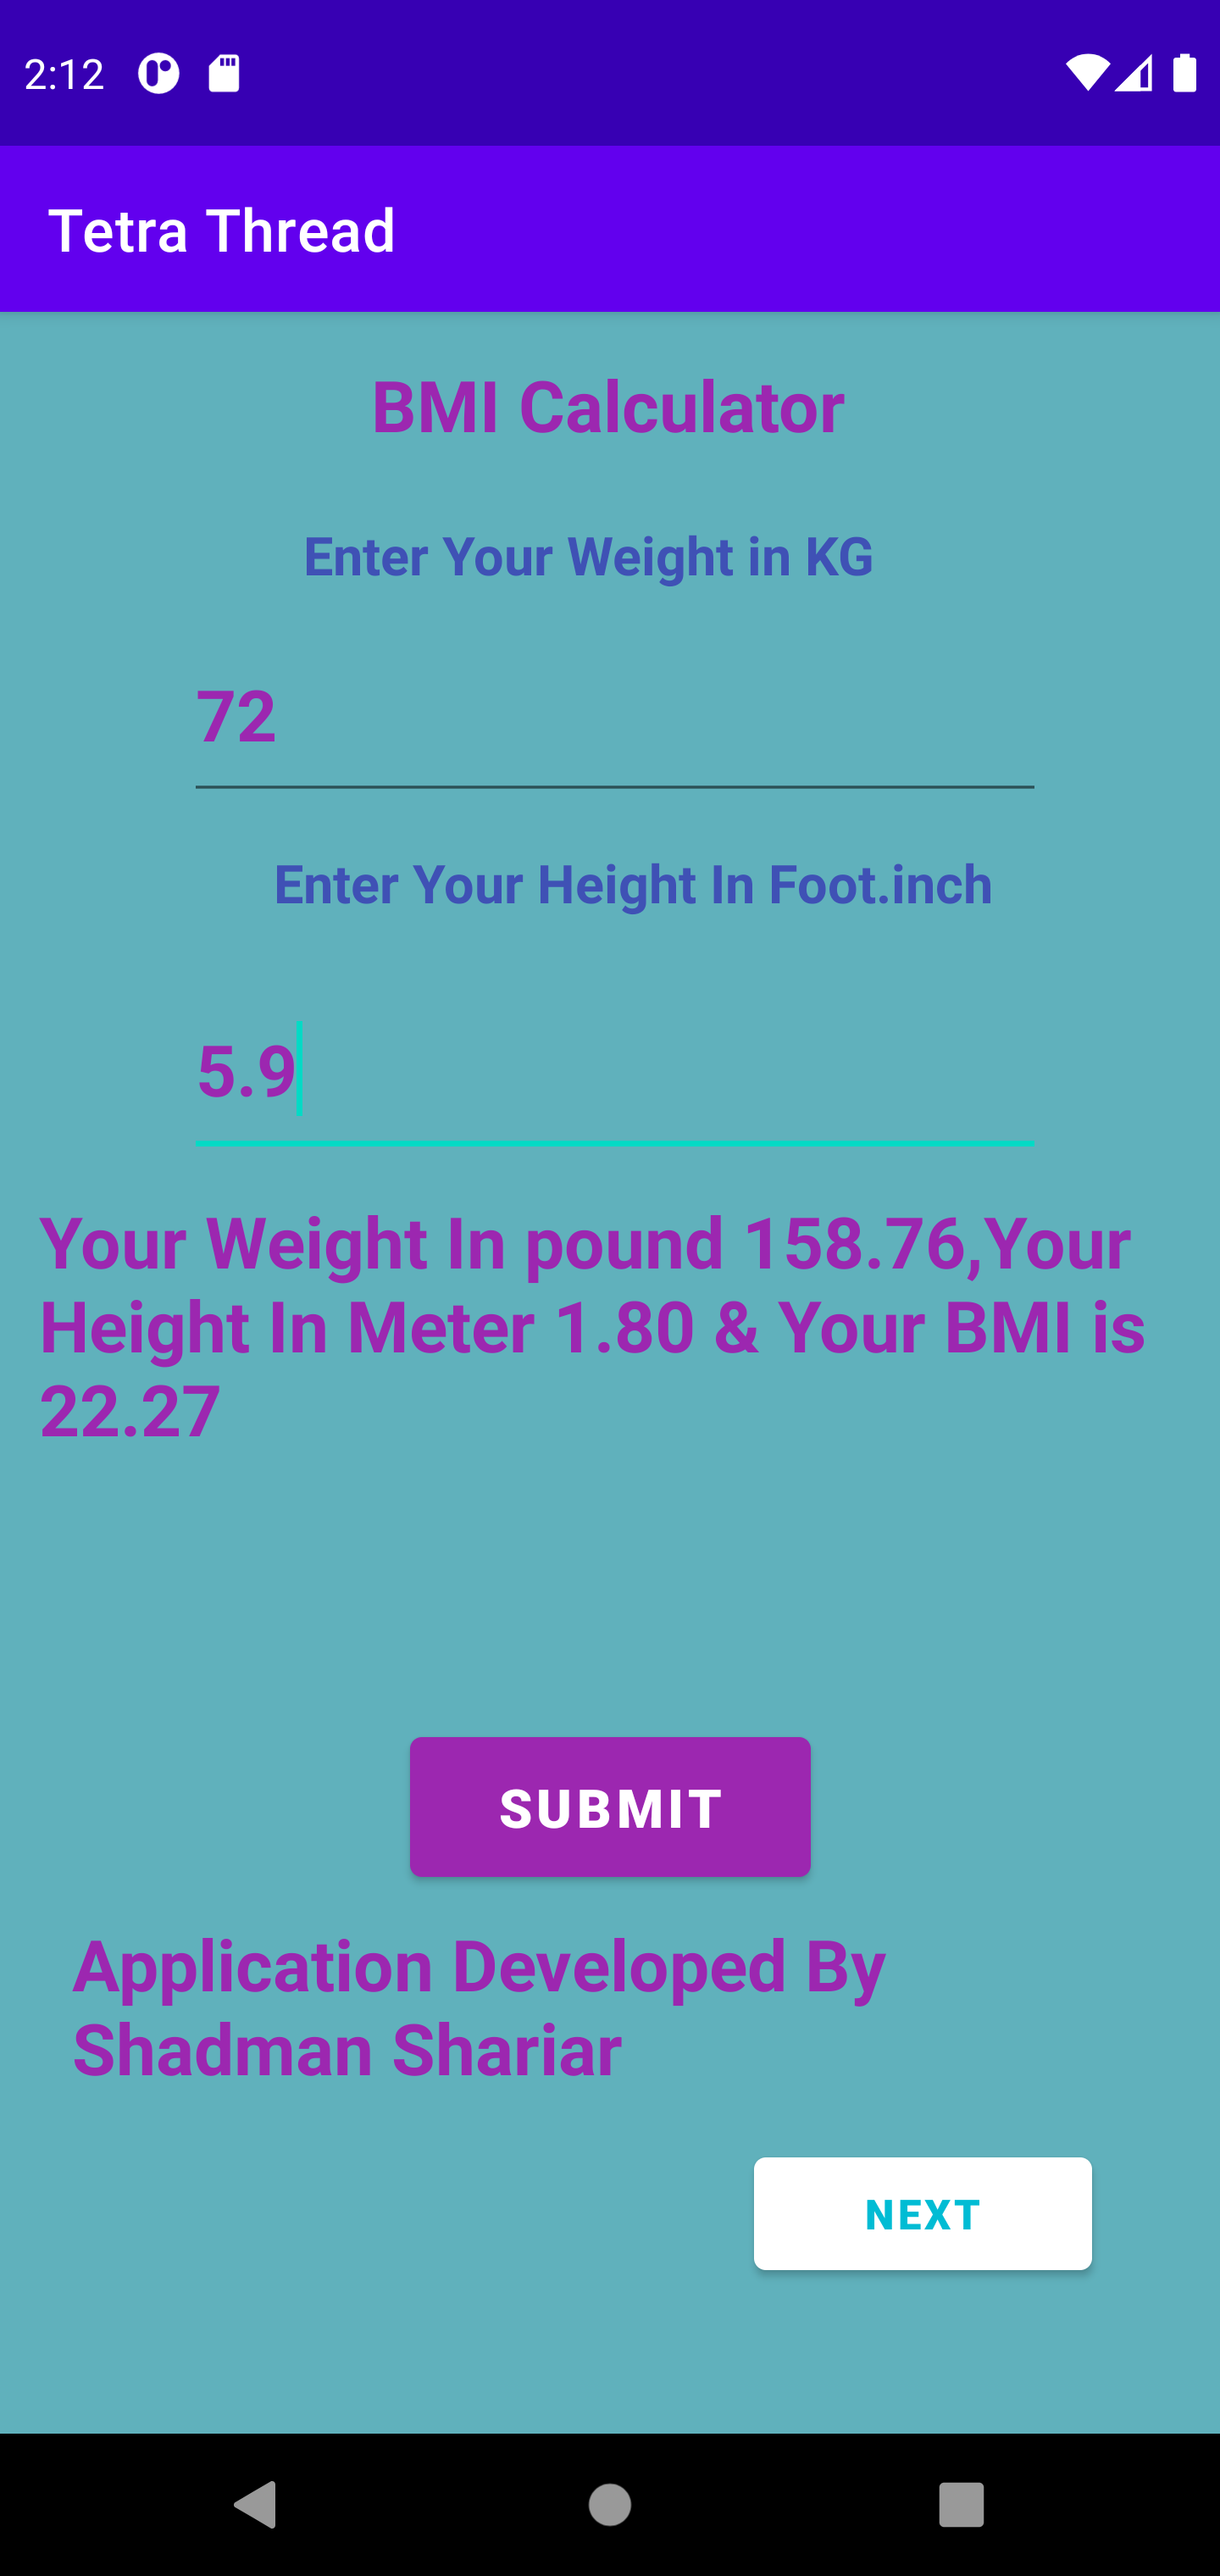 2:12
Tetra Thread
BMI Calculator
Enter Your Weight in KG
72
Enter Your Height In Foot.inch
5.9
Your Weight In pound 158.76,Your
Height In Meter 1.80 & Your BMI is
22.27
SUBMIT
Application Developed By
Shadman Shariar
NEXT